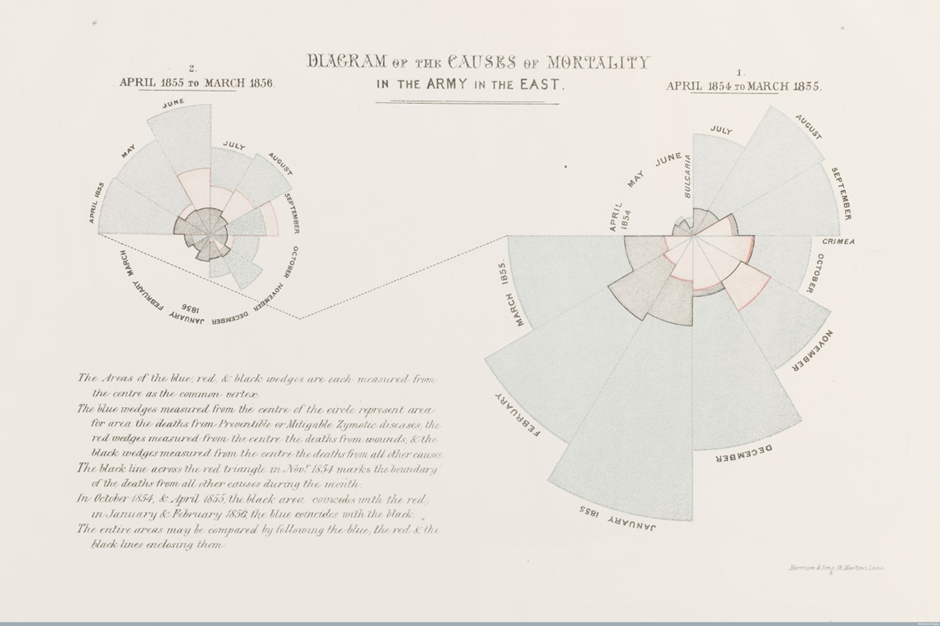 DIAGRAM OF THE CAUSES OF MORTALITY
IN THE ARMY IN THE EAST.
2.
APRIL 1855 TO MARCH 1856.
1.
APRIL 1854 TO MARCH 1855.
APRIL 1855
MAY
JUNE
JULY
AUGUST
SEPTEMBER
OCTOBER
NOVEMBER
DECEMBER
JANUARY
1856
FEBRUARY
MARCH
APRIL
1854
MAY
JUNE
BULGARIA
JULY
AUGUST
SEPTEMBER
CRIMEA
OCTOBER
NOVEMBER
DECEMBER
JANUARY 1855
FEBRUARY
MARCH 1855.
The Areas of the blue, red, & black wedges are each measured from
the centre as the common vertex.
The blue wedges measured from the centre of the circle represent area
for area the deaths from Preventible or Mitigable Zymotic diseases, the
red wedges measured from the centre the deaths from wounds, & the
black wedges measured from the centre the deaths from all other causes.
The black line across the red triangle in Novr. 1854 marks the boundary
of the deaths from all other causes during the month.
In October 1854, & April 1855, the black area coincides with the red,
in January & February 1856, the blue coincides with the black.
The entire areas may be compared by following the blue, the red & the
black lines enclosing them.
Harrison & Sons, St. Martins Lane.